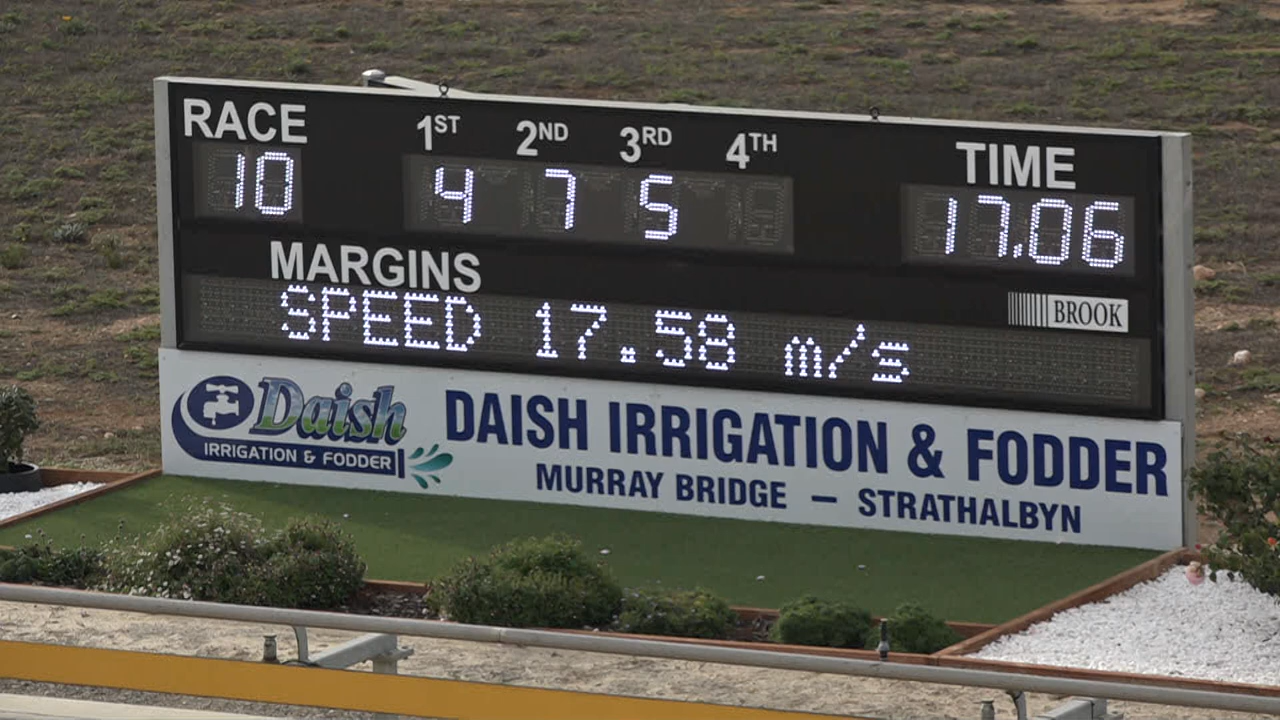 RACE 1ST 2ND 3RD 4TH TIME
10 4 7 5 17.06
MARGINS
BROOK
SPEED 17.58 m/s
Daish
IRRIGATION & FODDER
DAISH IRRIGATION & FODDER
MURRAY BRIDGE – STRATHALBYN